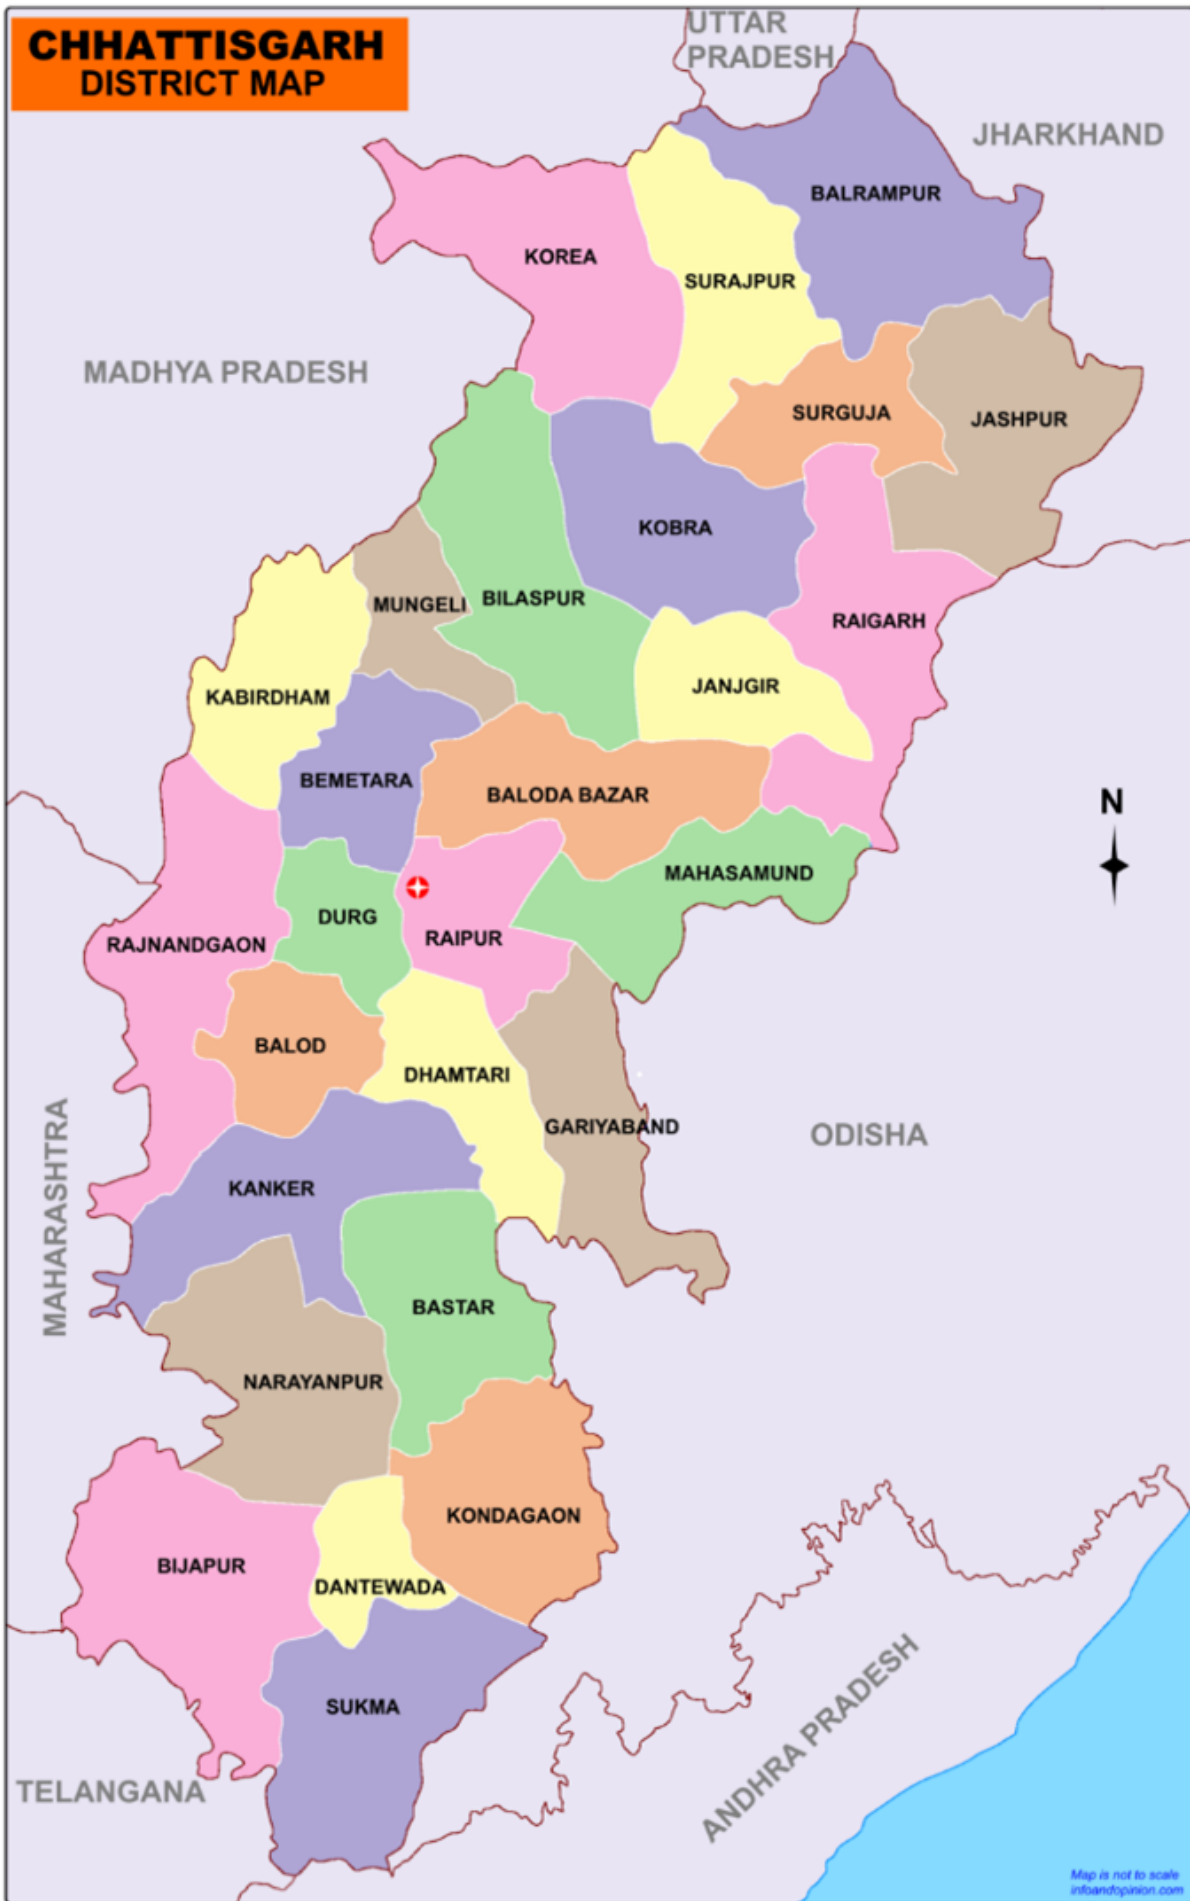 CHHATTISGARH
DISTRICT MAP
UTTAR
PRADESH
JHARKHAND
BALRAMPUR
KOREA
SURAJPUR
MADHYA PRADESH
SURGUJA
JASHPUR
KOBRA
BILASPUR
MUNGELI
RAIGARH
JANJGIR
KABIRDHAM
BEMETARA
BALODA BAZAR
N
MAHASAMUND
DURG
RAIPUR
RAJNANDGAON
BALOD
DHAMTARI
GARIYABAND
ODISHA
MAHARASHTRA
KANKER
BASTAR
NARAYANPUR
KONDAGAON
BIJAPUR
DANTEWADA
SUKMA
ANDHRA PRADESH
TELANGANA
Map is not to scale
infoandopinion.com